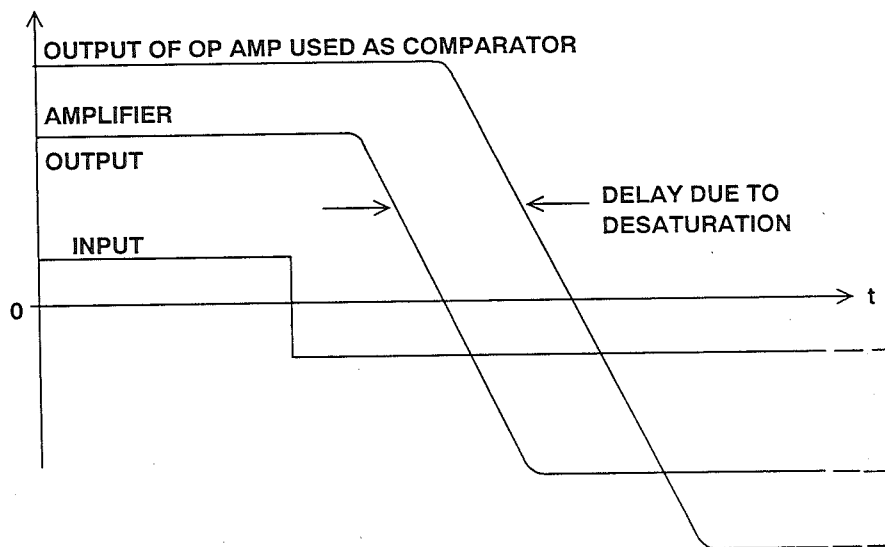 OUTPUT OF OP AMP USED AS COMPARATOR
AMPLIFIER
OUTPUT
DELAY DUE TO
DESATURATION
INPUT
0
t